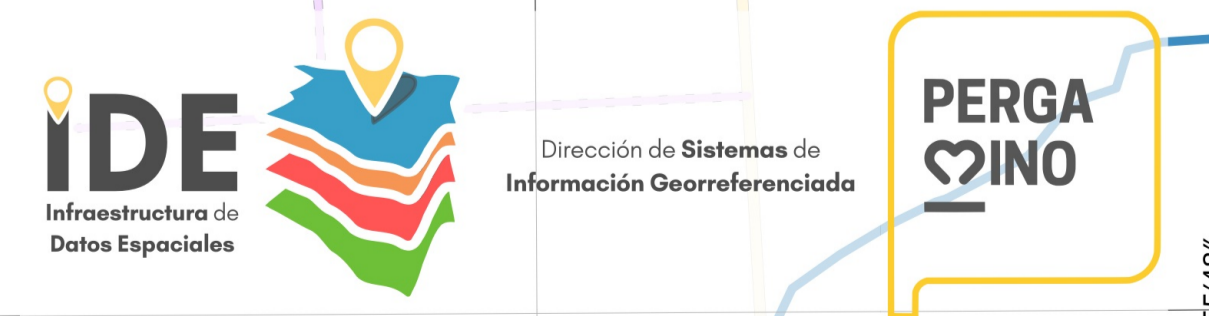 iDE
Infraestructura de
Datos Espaciales
Dirección de Sistemas de
Información Georreferenciada
PERGA
MINO